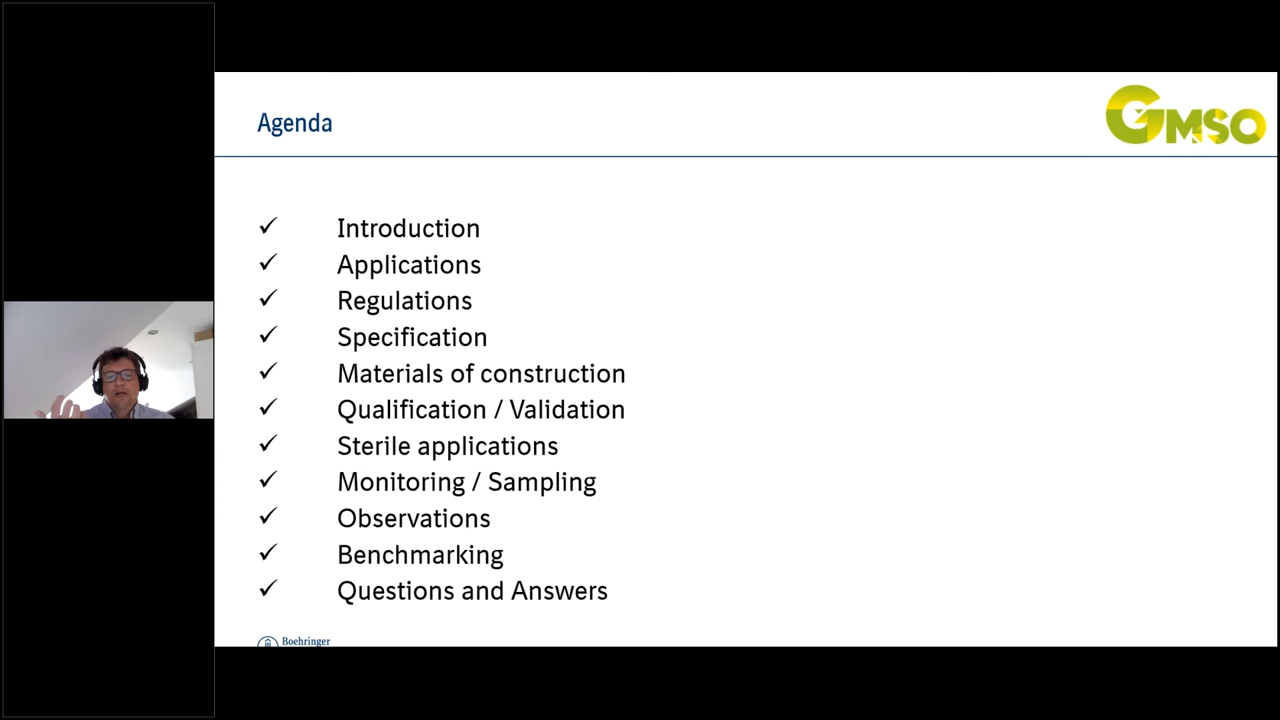 Agenda
GMSO
✓ Introduction
✓ Applications
✓ Regulations
✓ Specification
✓ Materials of construction
✓ Qualification / Validation
✓ Sterile applications
✓ Monitoring / Sampling
✓ Observations
✓ Benchmarking
✓ Questions and Answers
Boehringer